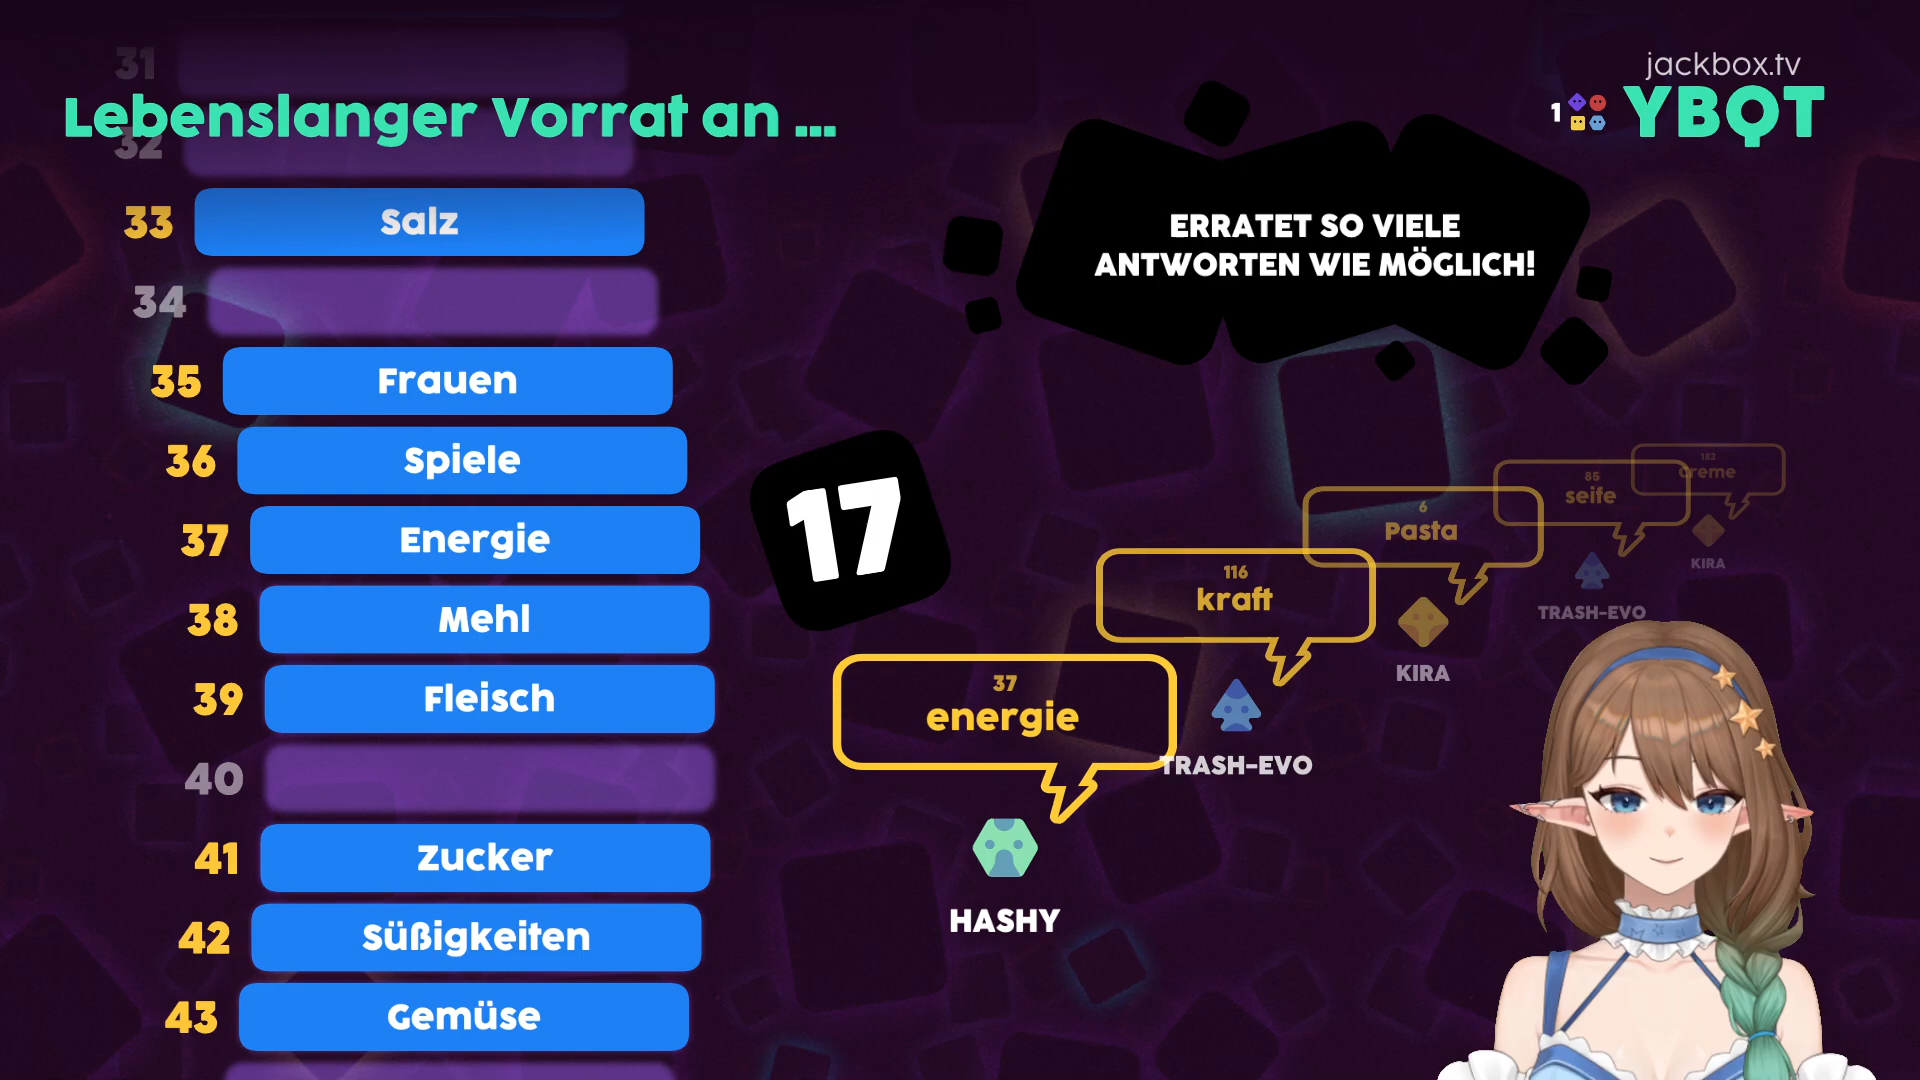 31
Lebenslanger Vorrat an ...
32
33 Salz
34
35 Frauen
36 Spiele
37 Energie
38 Mehl
39 Fleisch
40
41 Zucker
42 Süßigkeiten
43 Gemüse
jackbox.tv
1 YBQT
ERRATET SO VIELE
ANTWORTEN WIE MÖGLICH!
17
162
creme
KIRA
85
seife
TRASH-EVO
6
Pasta
KIRA
116
kraft
TRASH-EVO
37
energie
HASHY